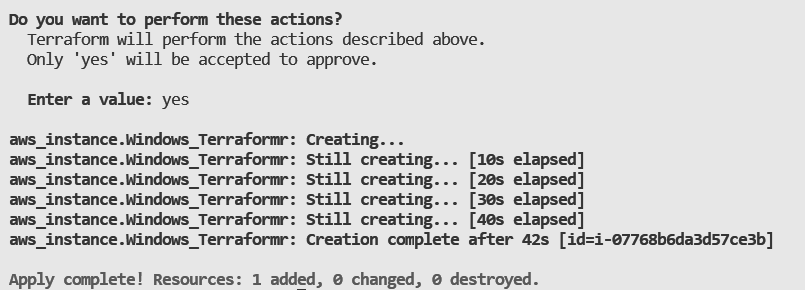 Do you want to perform these actions?
Terraform will perform the actions described above.
Only 'yes' will be accepted to approve.
Enter a value: yes
aws_instance.Windows_Terraformr: Creating...
aws_instance.Windows_Terraformr: Still creating... [10s elapsed]
aws_instance.Windows_Terraformr: Still creating... [20s elapsed]
aws_instance.Windows_Terraformr: Still creating... [30s elapsed]
aws_instance.Windows_Terraformr: Still creating... [40s elapsed]
aws_instance.Windows_Terraformr: Creation complete after 42s [id=i-07768b6da3d57ce3b]
Apply complete! Resources: 1 added, 0 changed, 0 destroyed.